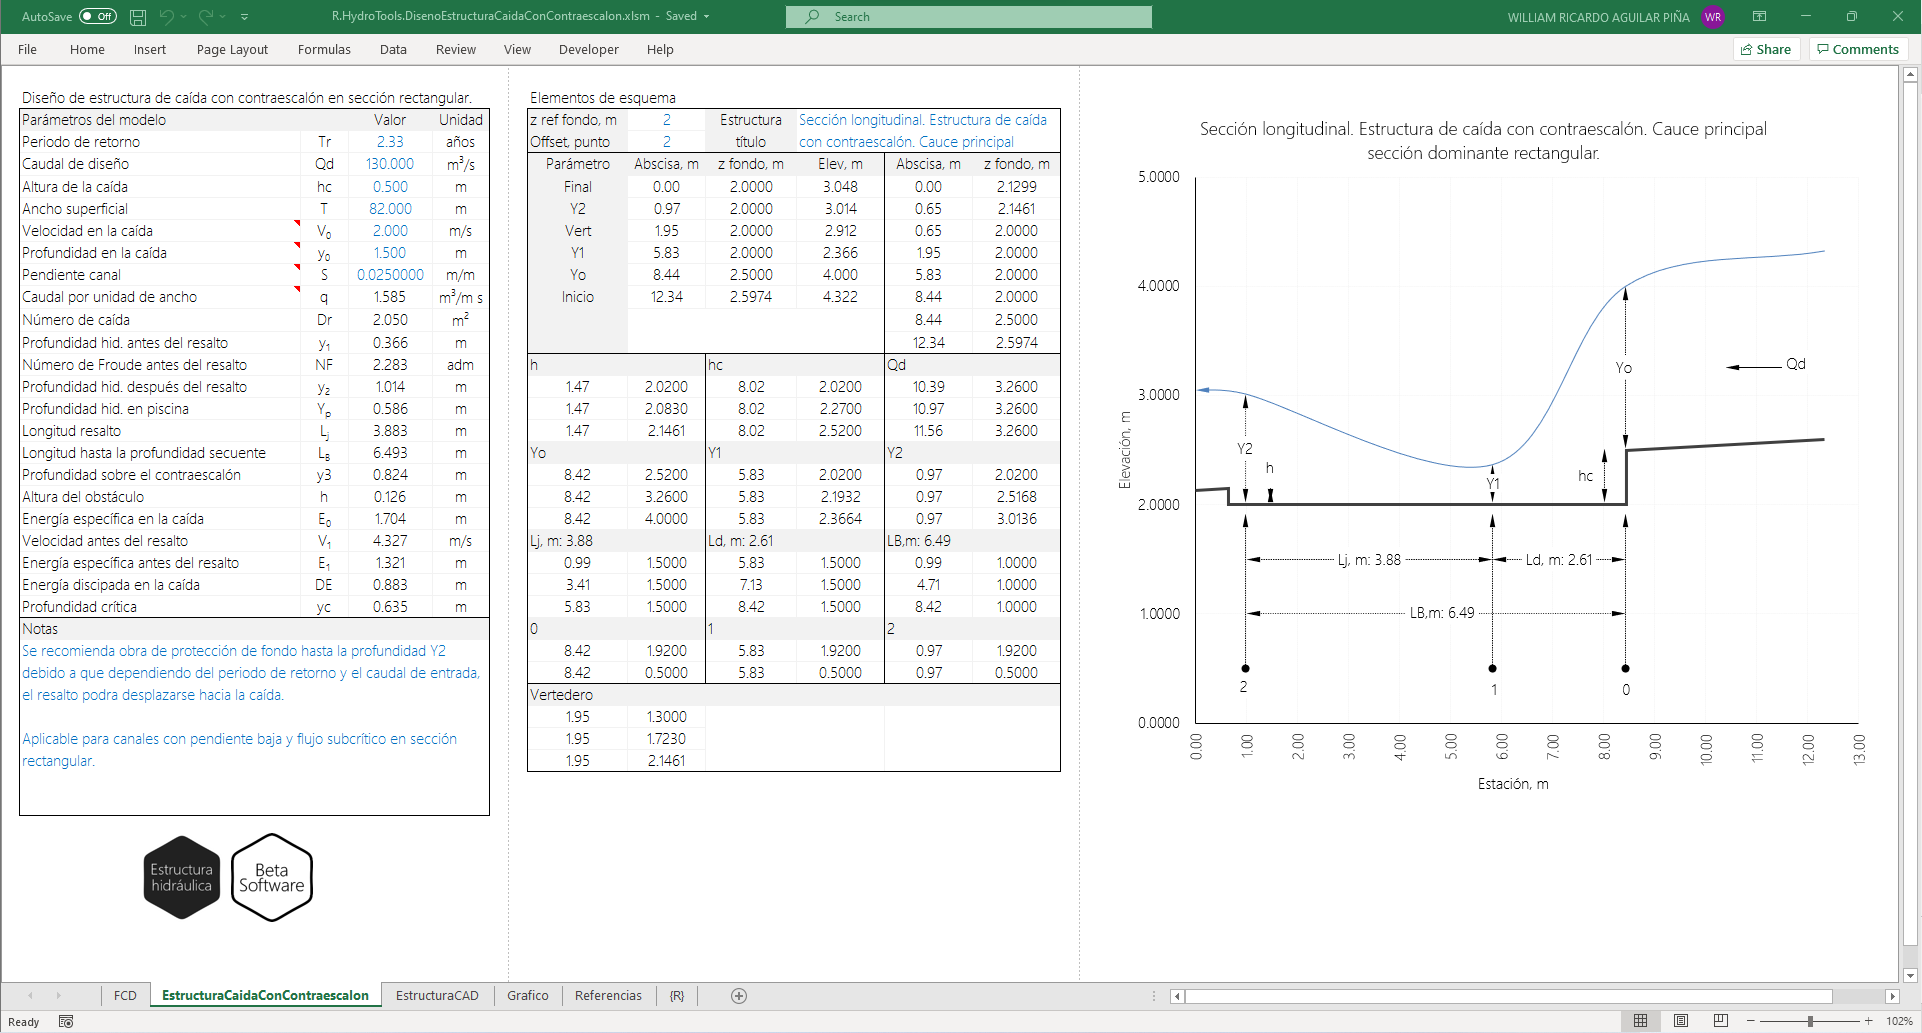 AutoSave Off R.HydroTools.DisenoEstructuraCaidaConContraescalon.xlsm - Saved Search WILLIAM RICARDO AGUILAR PIÑA WR
File Home Insert Page Layout Formulas Data Review View Developer Help Share Comments
Diseño de estructura de caída con contraescalón en sección rectangular.
Parámetros del modelo Valor Unidad
Periodo de retorno Tr 2.33 años
Caudal de diseño Qd 130.000 m³/s
Altura de la caída hc 0.500 m
Ancho superficial T 82.000 m
Velocidad en la caída V₀ 2.000 m/s
Profundidad en la caída y₀ 1.500 m
Pendiente canal S 0.0250000 m/m
Caudal por unidad de ancho q 1.585 m³/m s
Número de caída Dr 2.050 m²
Profundidad hid. antes del resalto y₁ 0.366 m
Número de Froude antes del resalto NF 2.283 adm
Profundidad hid. después del resalto y₂ 1.014 m
Profundidad hid. en piscina Yₚ 0.586 m
Longitud resalto Lⱼ 3.883 m
Longitud hasta la profundidad secuente L_B 6.493 m
Profundidad sobre el contraescalón y3 0.824 m
Altura del obstáculo h 0.126 m
Energía específica en la caída E₀ 1.704 m
Velocidad antes del resalto V₁ 4.327 m/s
Energía específica antes del resalto E₁ 1.321 m
Energía discipada en la caída DE 0.883 m
Profundidad crítica yc 0.635 m
Notas
Se recomienda obra de protección de fondo hasta la profundidad Y2
debido a que dependiendo del periodo de retorno y el caudal de entrada,
el resalto podra desplazarse hacia la caída.
Aplicable para canales con pendiente baja y flujo subcrítico en sección
rectangular.
Estructura
hidráulica
Beta
Software
Elementos de esquema
z ref fondo, m 2 Estructura Sección longitudinal. Estructura de caída
Offset, punto 2 título con contraescalón. Cauce principal
Parámetro Abscisa, m z fondo, m Elev, m Abscisa, m z fondo, m
Final 0.00 2.0000 3.048 0.00 2.1299
Y2 0.97 2.0000 3.014 0.65 2.1461
Vert 1.95 2.0000 2.912 0.65 2.0000
Y1 5.83 2.0000 2.366 1.95 2.0000
Yo 8.44 2.5000 4.000 5.83 2.0000
Inicio 12.34 2.5974 4.322 8.44 2.0000
8.44 2.5000
12.34 2.5974
h hc Qd
1.47 2.0200 8.02 2.0200 10.39 3.2600
1.47 2.0830 8.02 2.2700 10.97 3.2600
1.47 2.1461 8.02 2.5200 11.56 3.2600
Yo Y1 Y2
8.42 2.5200 5.83 2.0200 0.97 2.0200
8.42 3.2600 5.83 2.1932 0.97 2.5168
8.42 4.0000 5.83 2.3664 0.97 3.0136
Lj, m: 3.88 Ld, m: 2.61 LB,m: 6.49
0.99 1.5000 5.83 1.5000 0.99 1.0000
3.41 1.5000 7.13 1.5000 4.71 1.0000
5.83 1.5000 8.42 1.5000 8.42 1.0000
0 1 2
8.42 1.9200 5.83 1.9200 0.97 1.9200
8.42 0.5000 5.83 0.5000 0.97 0.5000
Vertedero
1.95 1.3000
1.95 1.7230
1.95 2.1461
Sección longitudinal. Estructura de caída con contraescalón. Cauce principal
sección dominante rectangular.
5.0000
4.0000
3.0000
2.0000
1.0000
0.0000
Elevación, m
Qd
Yo
Y2
h
Y1
hc
Lj, m: 3.88
Ld, m: 2.61
LB,m: 6.49
2 1 0
0.00 1.00 2.00 3.00 4.00 5.00 6.00 7.00 8.00 9.00 10.00 11.00 12.00 13.00
Estación, m
FCD EstructuraCaidaConContraescalon EstructuraCAD Grafico Referencias {R}
Ready 102%